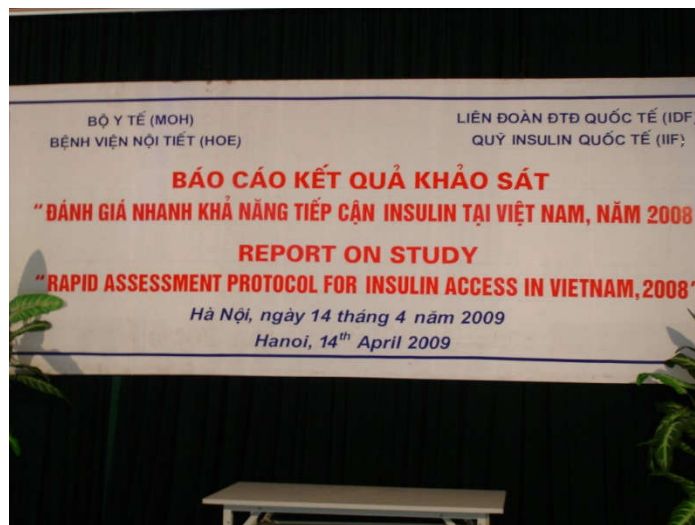 BỘ Y TẾ (MOH)
BỆNH VIỆN NỘI TIẾT (HOE)
LIÊN ĐOÀN ĐTĐ QUỐC TẾ (IDF)
QUỸ INSULIN QUỐC TẾ (IIF)
BÁO CÁO KẾT QUẢ KHẢO SÁT
"ĐÁNH GIÁ NHANH KHẢ NĂNG TIẾP CẬN INSULIN TẠI VIỆT NAM, NĂM 2008
REPORT ON STUDY
"RAPID ASSESSMENT PROTOCOL FOR INSULIN ACCESS IN VIETNAM,2008"
Hà Nội, ngày 14 tháng 4 năm 2009
Hanoi, 14th April 2009